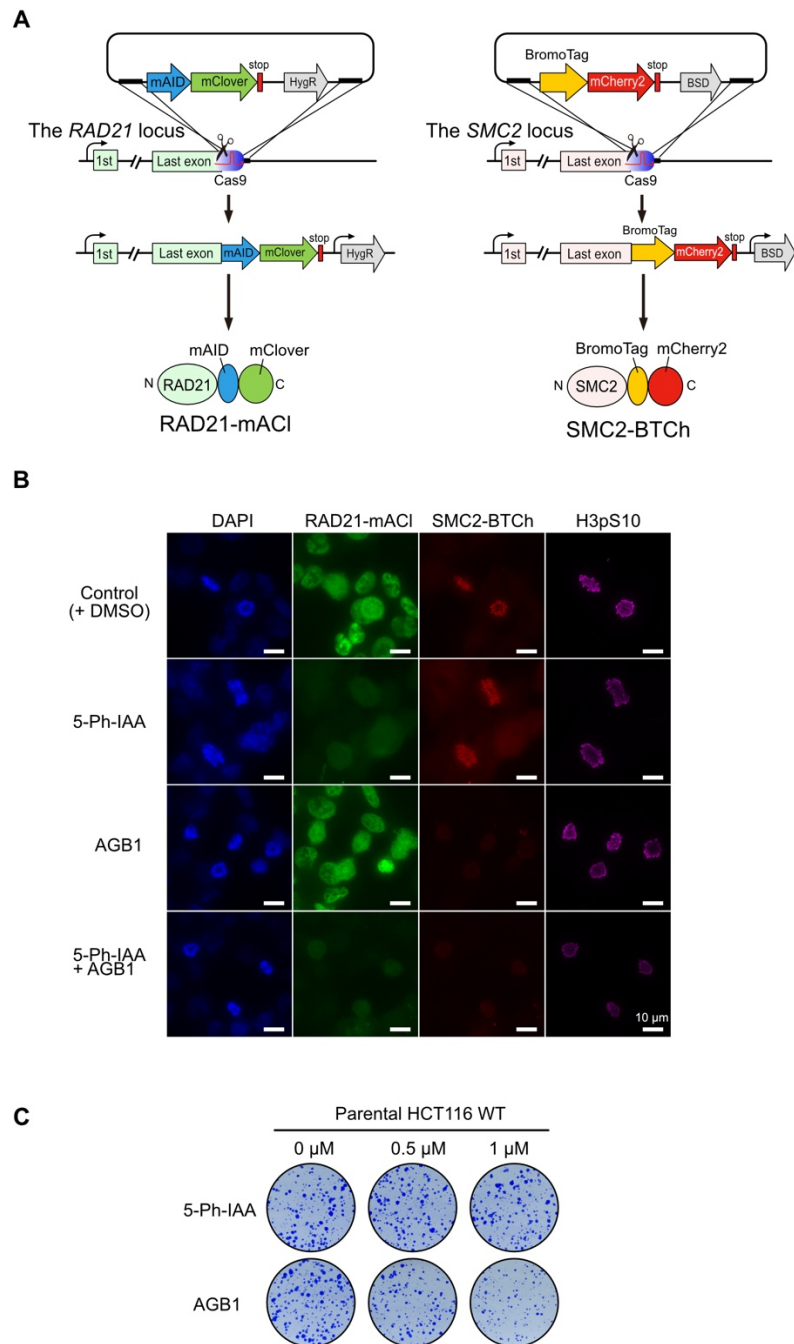 A
stop
mAID
mClover
HygR
The RAD21 locus
1st
Last exon
Cas9
stop
1st
Last exon
mAID
mClover
HygR
mAID
mClover
N
RAD21
C
RAD21-mACl
BromoTag
stop
mCherry2
BSD
The SMC2 locus
1st
Last exon
Cas9
BromoTag
stop
1st
Last exon
mCherry2
BSD
BromoTag
mCherry2
N
SMC2
C
SMC2-BTCh
B
DAPI RAD21-mACl SMC2-BTCh H3pS10
Control
(+ DMSO)
5-Ph-IAA
AGB1
5-Ph-IAA
+ AGB1
10 µm
C
Parental HCT116 WT
0 µM 0.5 µM 1 µM
5-Ph-IAA
AGB1